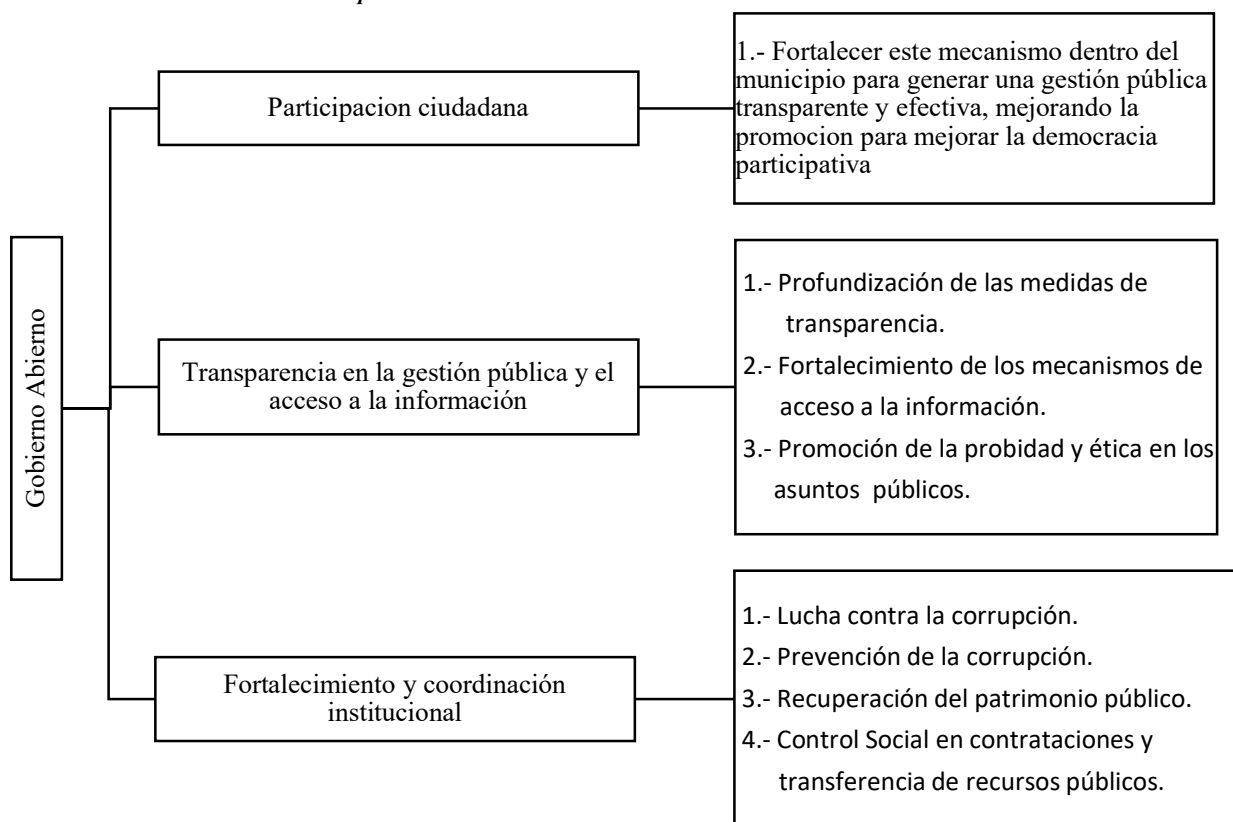 Participacion ciudadana
1.- Fortalecer este mecanismo dentro del
municipio para generar una gestión pública
transparente y efectiva, mejorando la
promocion para mejorar la democracia
participativa
Gobierno Abierno
Transparencia en la gestión pública y el
acceso a la información
1.- Profundización de las medidas de
transparencia.
2.- Fortalecimiento de los mecanismos de
acceso a la información.
3.- Promoción de la probidad y ética en los
asuntos públicos.
Fortalecimiento y coordinación
institucional
1.- Lucha contra la corrupción.
2.- Prevención de la corrupción.
3.- Recuperación del patrimonio público.
4.- Control Social en contrataciones y
transferencia de recursos públicos.